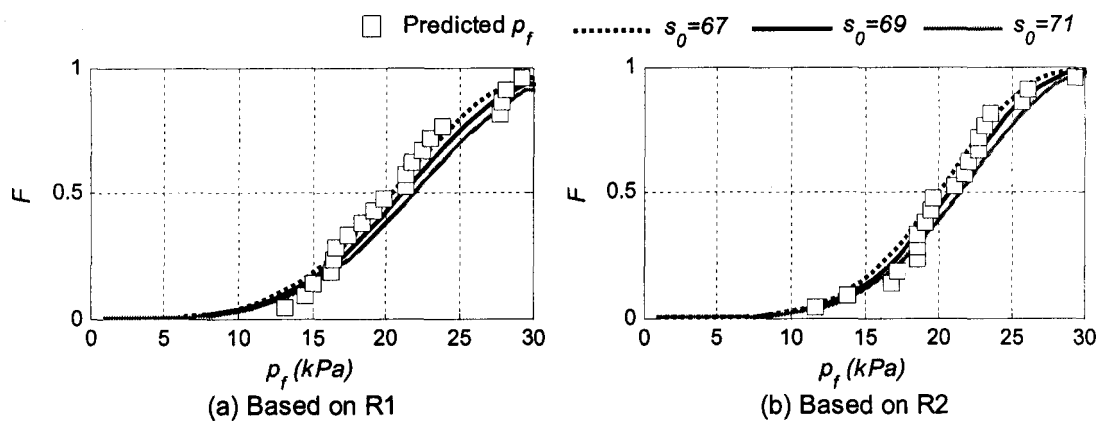 Predicted p_f s_0=67 s_0=69 s_0=71
1 1
F 0.5 F 0.5
0 0
0 5 10 15 20 25 30 0 5 10 15 20 25 30
p_f (kPa) p_f (kPa)
(a) Based on R1 (b) Based on R2